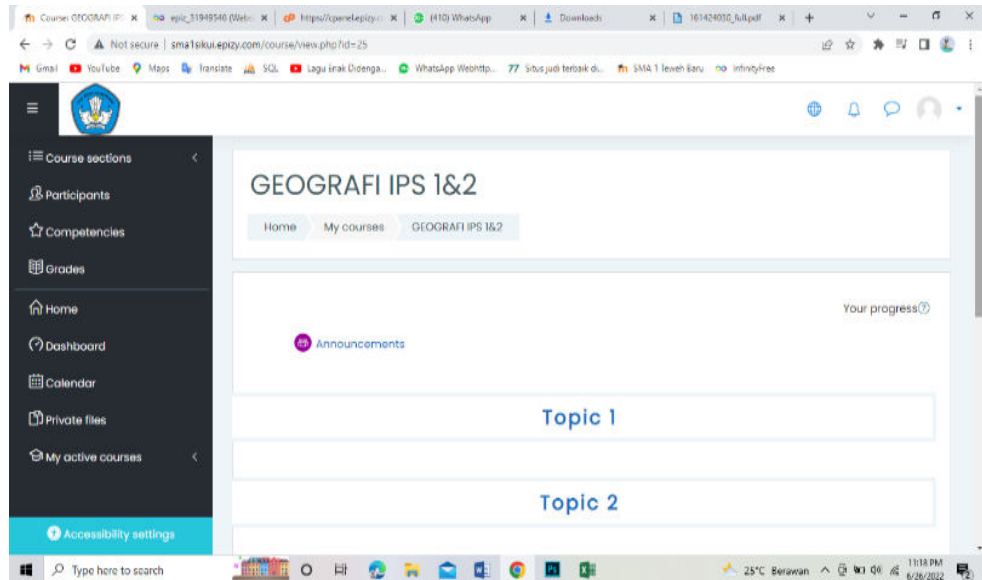 Course: GEOGRAFI IPS
epiz_31949546 (Webs
https://cpanel.epizy.c
(410) WhatsApp
Downloads
161424030_full.pdf
Not secure | sma1sikui.epizy.com/course/view.php?id=25
Gmail YouTube Maps Translate SQL Lagu Enak Didenga... WhatsApp Webhttp... Situs judi terbaik di... SMA 1 teweh Baru InfinityFree
Course sections
Participants
Competencies
Grades
Home
Dashboard
Calendar
Private files
My active courses
Accessibility settings
GEOGRAFI IPS 1&2
Home My courses GEOGRAFI IPS 1&2
Your progress
Announcements
Topic 1
Topic 2
Type here to search
25°C Berawan
11:13 PM
6/26/2022